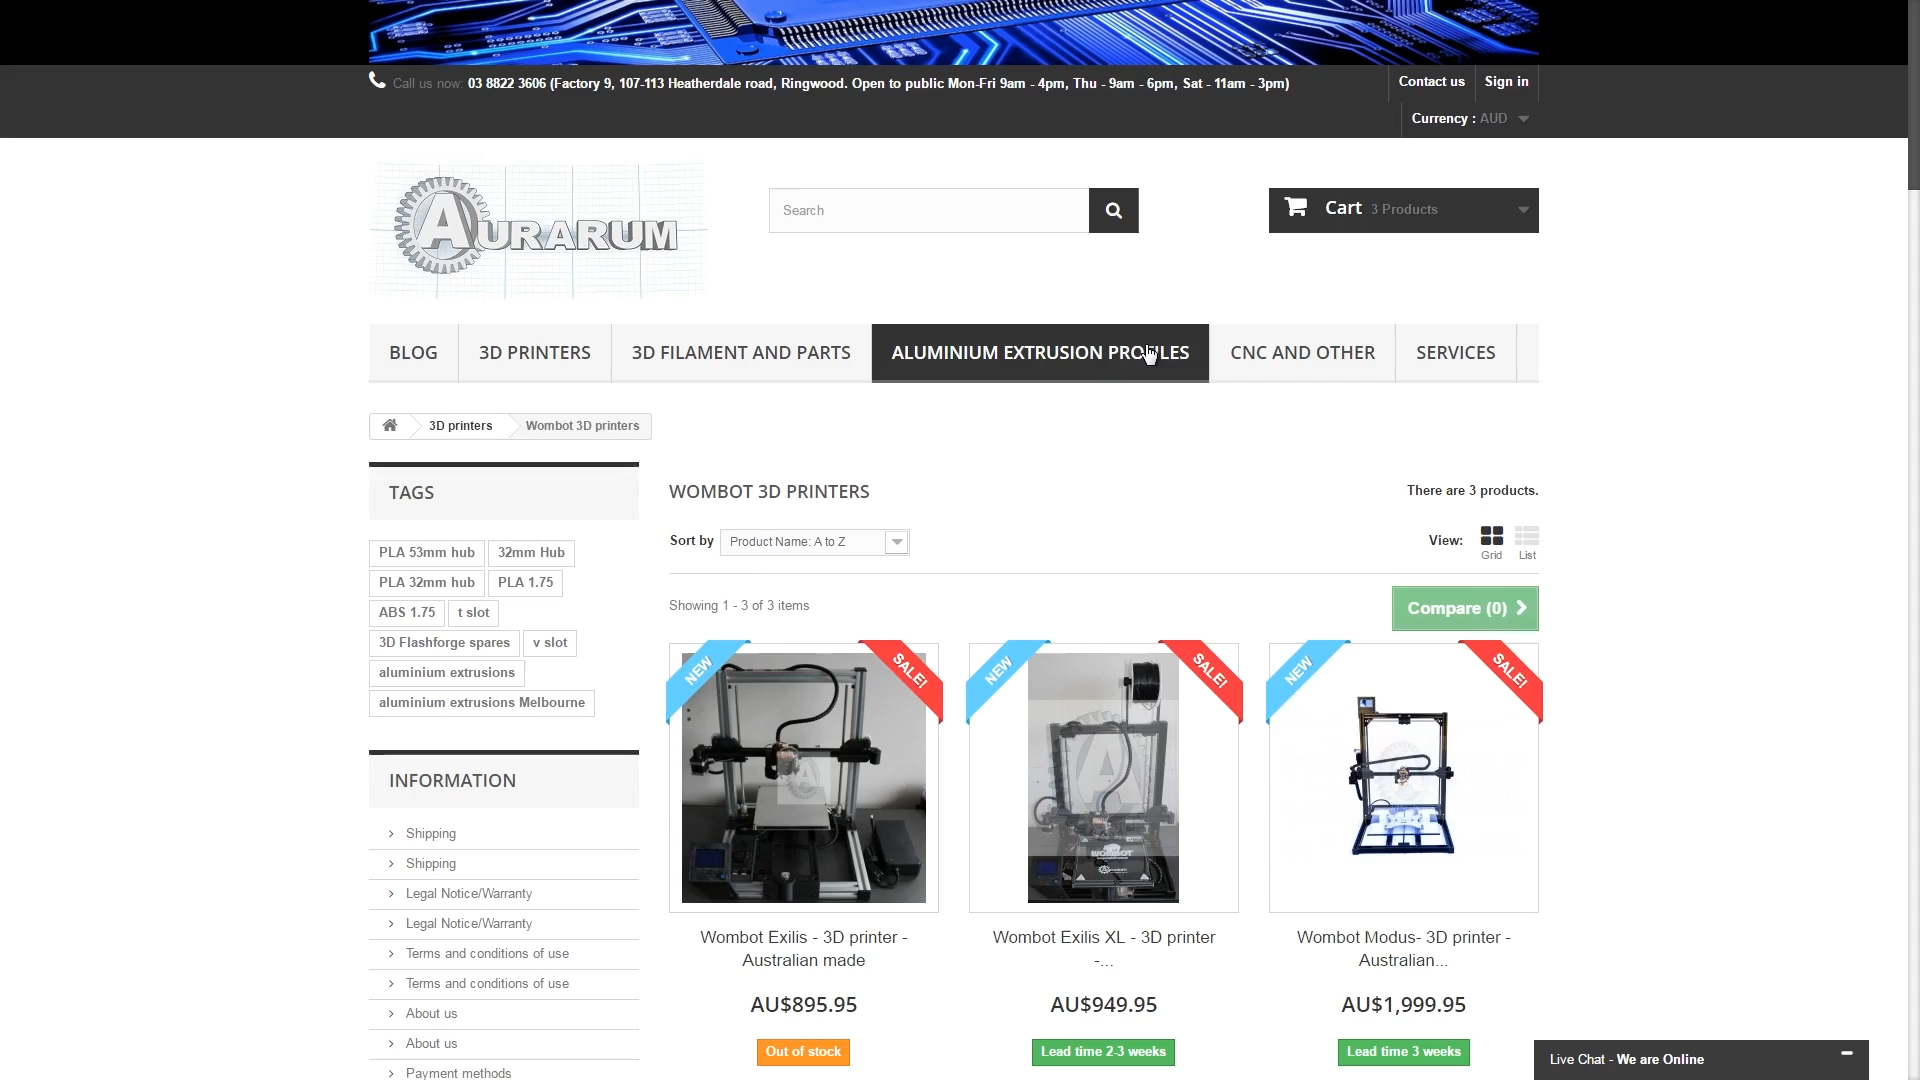 Call us now: 03 8822 3606 (Factory 9, 107-113 Heatherdale road, Ringwood. Open to public Mon-Fri 9am - 4pm, Thu - 9am - 6pm, Sat - 11am - 3pm)
Contact us
Sign in
Currency : AUD
AURARUM
Search
Cart 3 Products
BLOG
3D PRINTERS
3D FILAMENT AND PARTS
ALUMINIUM EXTRUSION PROFILES
CNC AND OTHER
SERVICES
3D printers
Wombot 3D printers
TAGS
PLA 53mm hub
32mm Hub
PLA 32mm hub
PLA 1.75
ABS 1.75
t slot
3D Flashforge spares
v slot
aluminium extrusions
aluminium extrusions Melbourne
INFORMATION
Shipping
Shipping
Legal Notice/Warranty
Legal Notice/Warranty
Terms and conditions of use
Terms and conditions of use
About us
About us
Payment methods
WOMBOT 3D PRINTERS
There are 3 products.
Sort by
Product Name: A to Z
View:
Grid
List
Showing 1 - 3 of 3 items
Compare (0)
NEW
SALE!
NEW
SALE!
NEW
SALE!
WOMBOT
Wombot Exilis - 3D printer -
Australian made
AU$895.95
Out of stock
Wombot Exilis XL - 3D printer
-...
AU$949.95
Lead time 2-3 weeks
Wombot Modus- 3D printer -
Australian...
AU$1,999.95
Lead time 3 weeks
Live Chat - We are Online